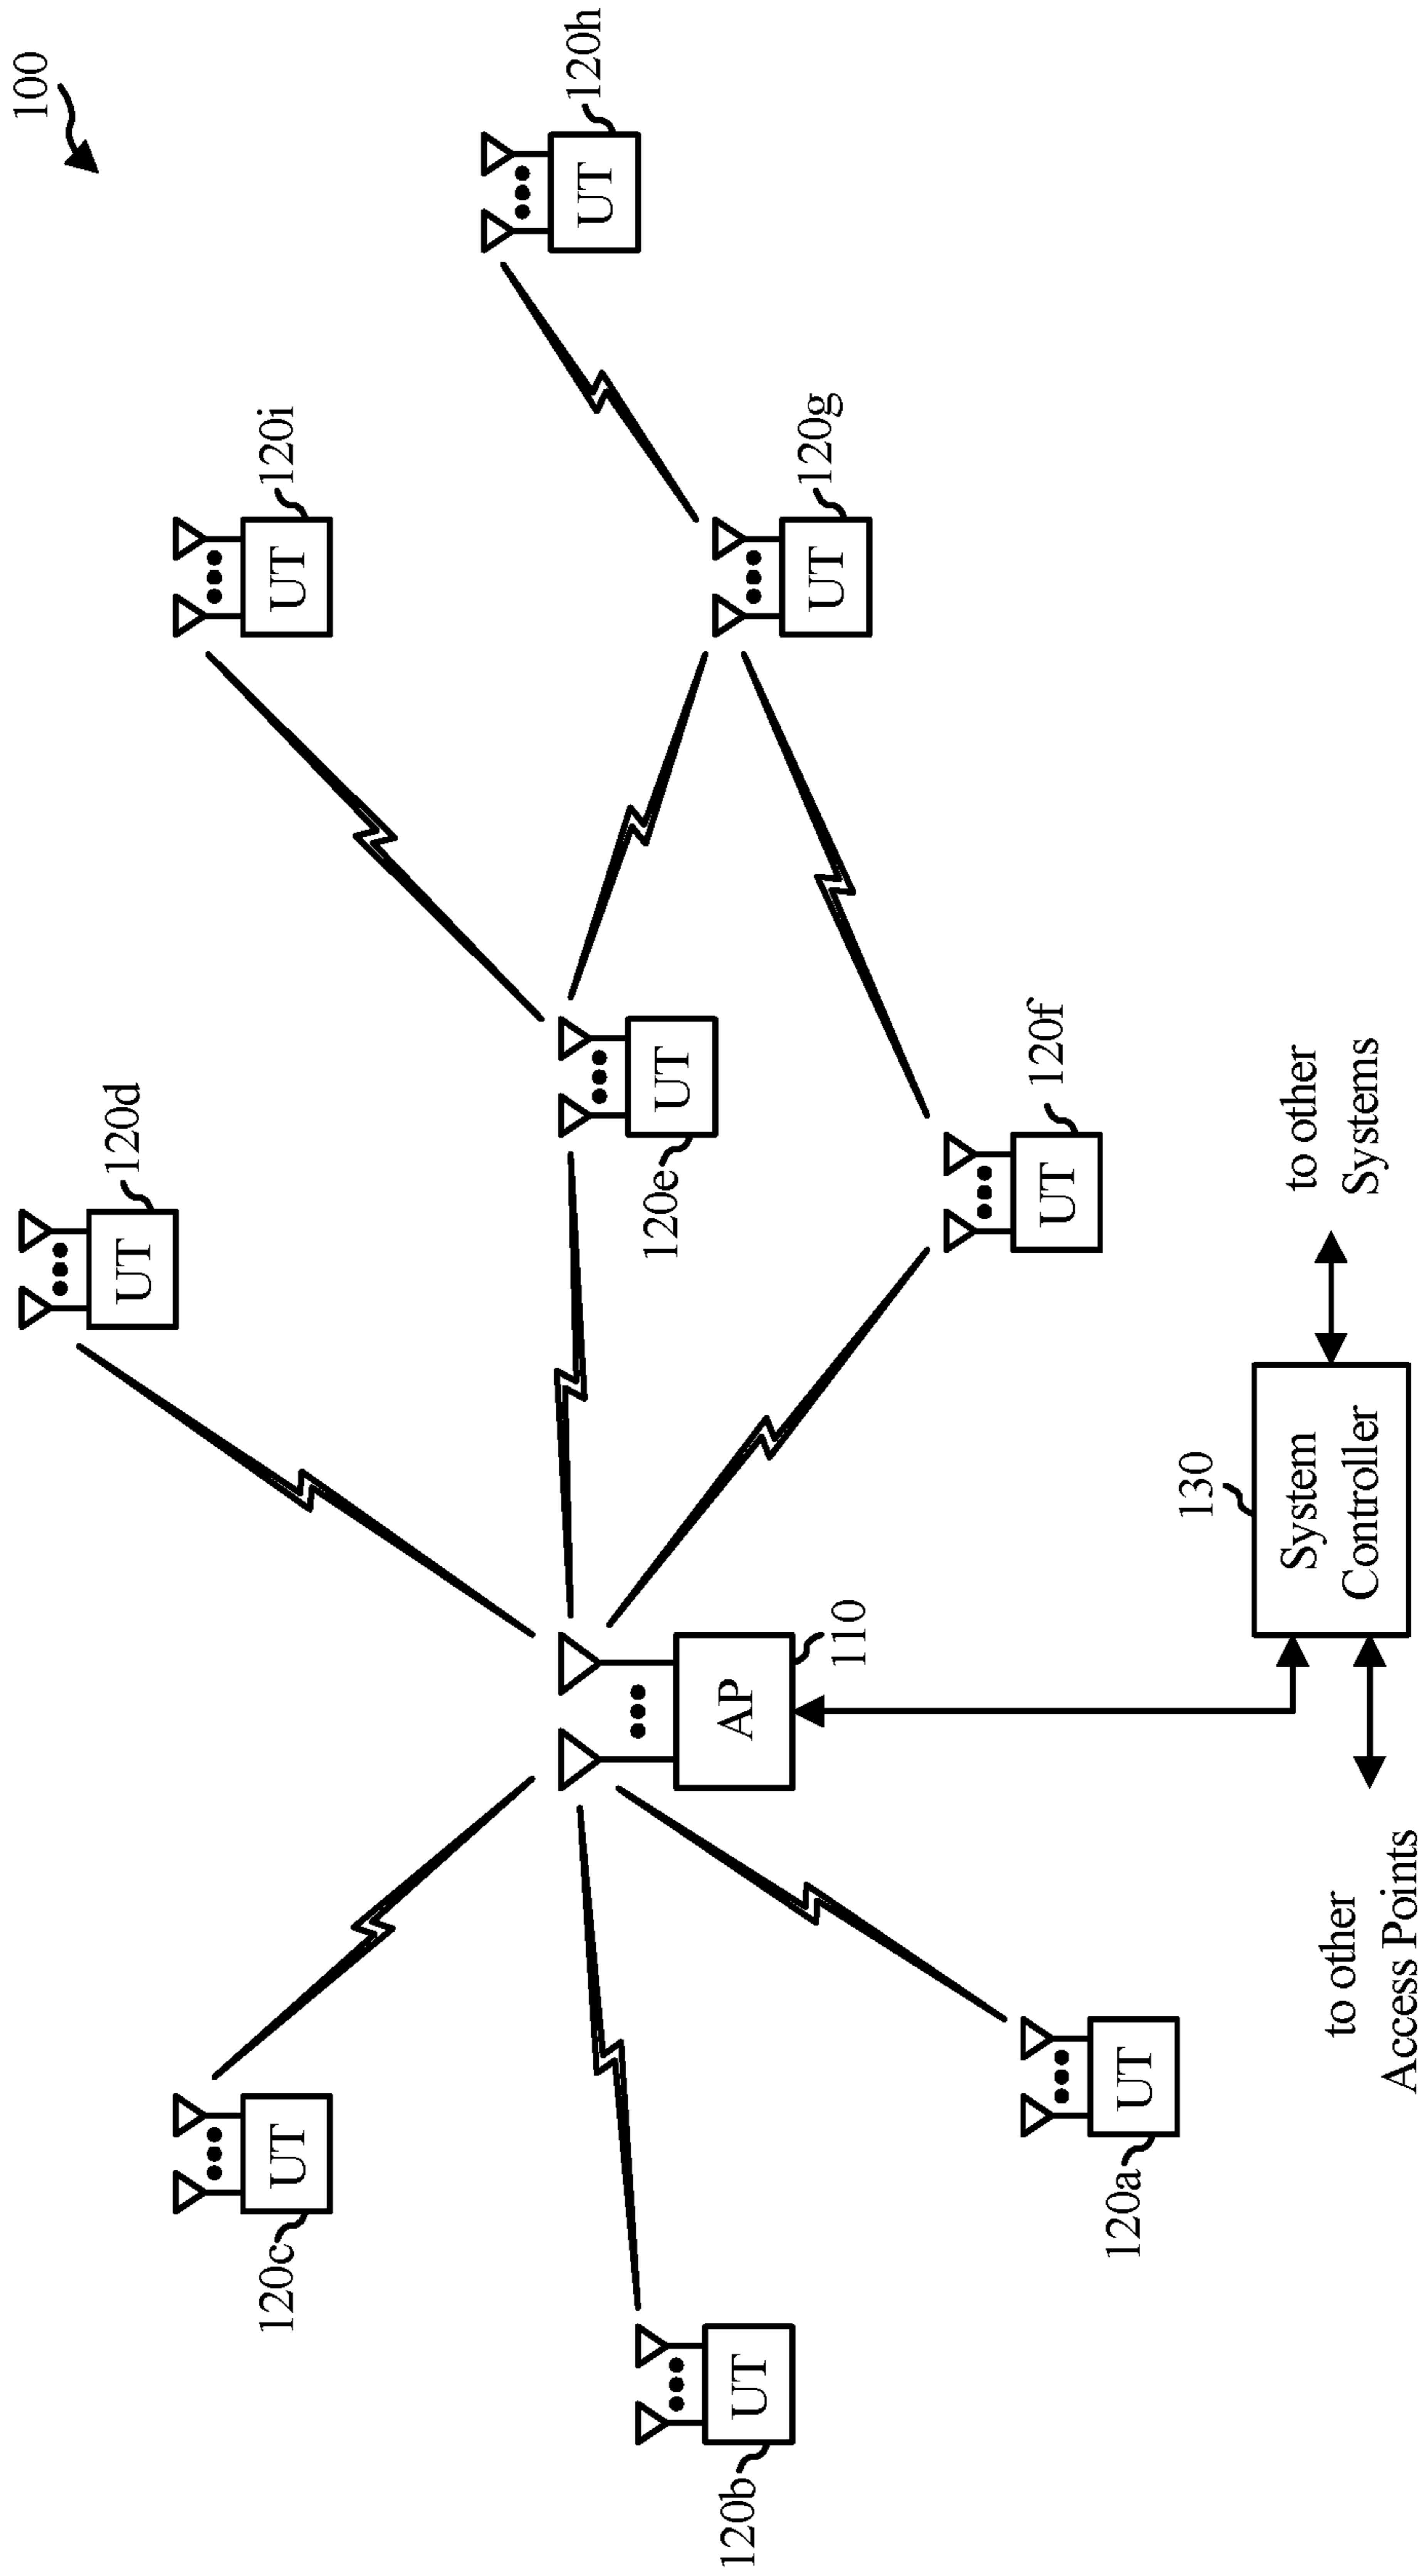 100
120d
UT
120i
UT
120c
UT
120h
UT
120e
UT
120b
UT
AP
110
120g
UT
120f
UT
120a
UT
130
System
Controller
to other
Systems
to other
Access Points